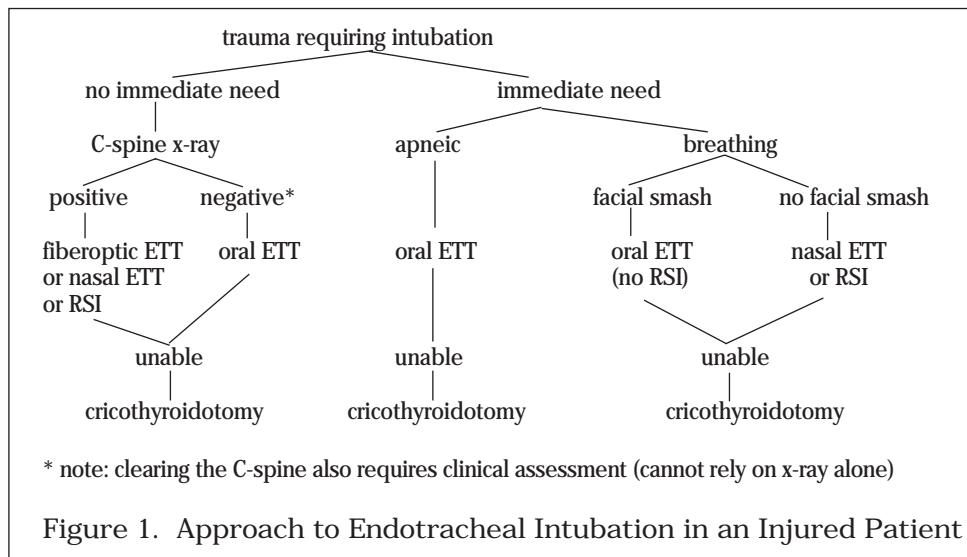 trauma requiring intubation
no immediate need immediate need
C-spine x-ray apneic breathing
positive negative* facial smash no facial smash
fiberoptic ETT oral ETT oral ETT oral ETT nasal ETT
or nasal ETT (no RSI) or RSI
or RSI
unable unable unable
cricothyroidotomy cricothyroidotomy cricothyroidotomy
* note: clearing the C-spine also requires clinical assessment (cannot rely on x-ray alone)
Figure 1. Approach to Endotracheal Intubation in an Injured Patient